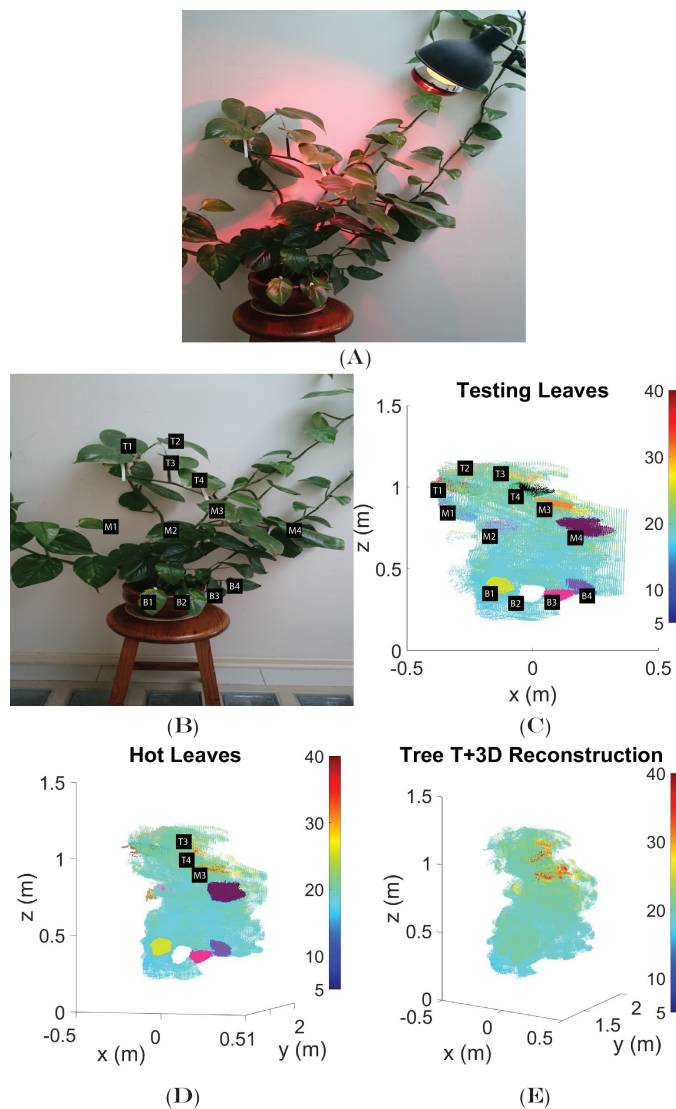 (A)
T1
T2
T3
T4
M1
M2
M3
M4
B1
B2
B3
B4
(B)
Testing Leaves
1.5
1
0.5
0
z (m)
-0.5
0
0.5
x (m)
T1
T2
T3
T4
M1
M2
M3
M4
B1
B2
B3
B4
40
30
20
10
5
(C)
Hot Leaves
1.5
1
0.5
0
z (m)
-0.5
0
0.51
2
x (m)
y (m)
T3
T4
M3
40
30
20
10
5
(D)
Tree T+3D Reconstruction
1.5
1
0.5
0
z (m)
-0.5
0
0.5
1.5
2
x (m)
y (m)
40
30
20
10
5
(E)